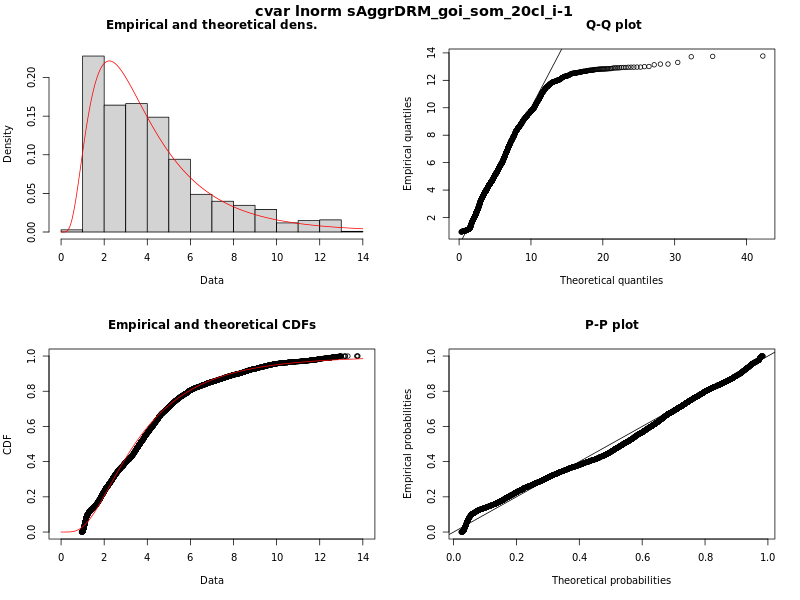 cvar lnorm sAggrDRM_goi_som_20cl_i-1
Empirical and theoretical dens.
Density
0.00 0.05 0.10 0.15 0.20
0 2 4 6 8 10 12 14
Data
Q-Q plot
Empirical quantiles
2 4 6 8 10 12 14
0 10 20 30 40
Theoretical quantiles
Empirical and theoretical CDFs
CDF
0.0 0.2 0.4 0.6 0.8 1.0
0 2 4 6 8 10 12 14
Data
P-P plot
Empirical probabilities
0.0 0.2 0.4 0.6 0.8 1.0
0.0 0.2 0.4 0.6 0.8 1.0
Theoretical probabilities